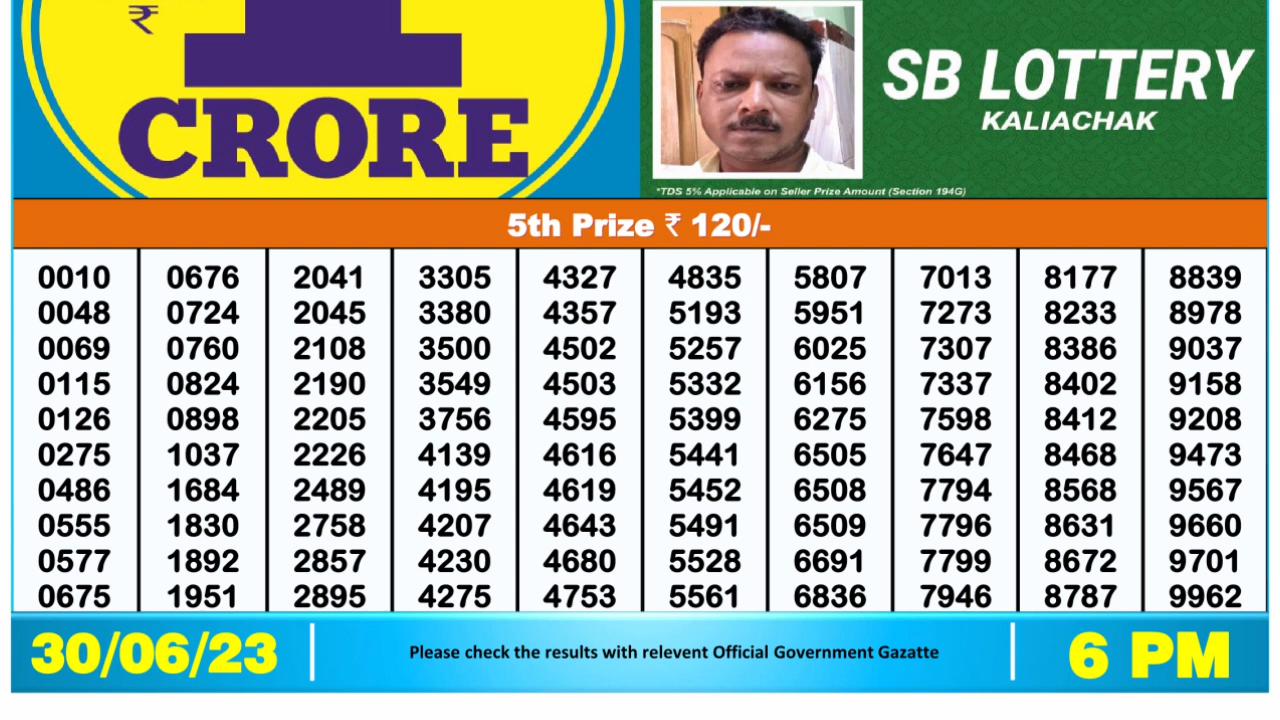 ₹
1
CRORE
SB LOTTERY
KALIACHAK
*TDS 5% Applicable on Seller Prize Amount (Section 194G)
5th Prize ₹ 120/-
0010 0676 2041 3305 4327 4835 5807 7013 8177 8839
0048 0724 2045 3380 4357 5193 5951 7273 8233 8978
0069 0760 2108 3500 4502 5257 6025 7307 8386 9037
0115 0824 2190 3549 4503 5332 6156 7337 8402 9158
0126 0898 2205 3756 4595 5399 6275 7598 8412 9208
0275 1037 2226 4139 4616 5441 6505 7647 8468 9473
0486 1684 2489 4195 4619 5452 6508 7794 8568 9567
0555 1830 2758 4207 4643 5491 6509 7796 8631 9660
0577 1892 2857 4230 4680 5528 6691 7799 8672 9701
0675 1951 2895 4275 4753 5561 6836 7946 8787 9962
30/06/23
Please check the results with relevent Official Government Gazatte
6 PM